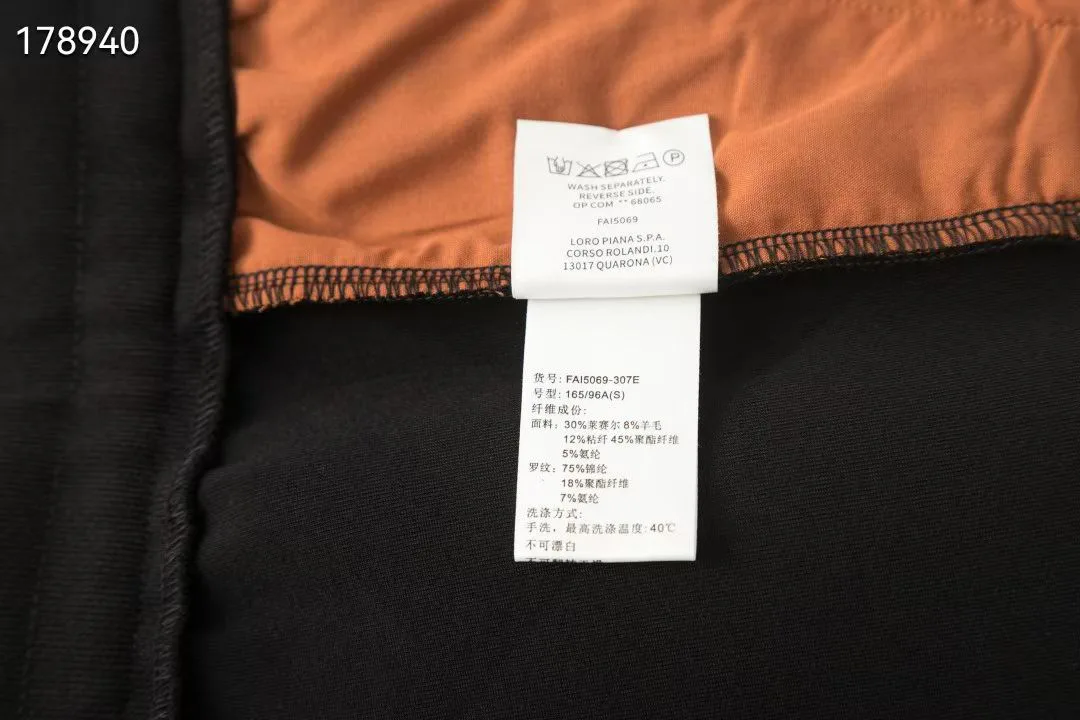 178940
WASH SEPARATELY.
REVERSE SIDE.
OP COM ** 68065
FAI5069
LORO PIANA S.P.A.
CORSO ROLANDI.10
13017 QUARONA (VC)
货号: FAI5069-307E
号型: 165/96A(S)
纤维成份:
面料: 30%莱赛尔 8%羊毛
12%粘纤 45%聚酯纤维
5%氨纶
罗纹: 75%锦纶
18%聚酯纤维
7%氨纶
洗涤方式:
手洗, 最高洗涤温度: 40℃
不可漂白